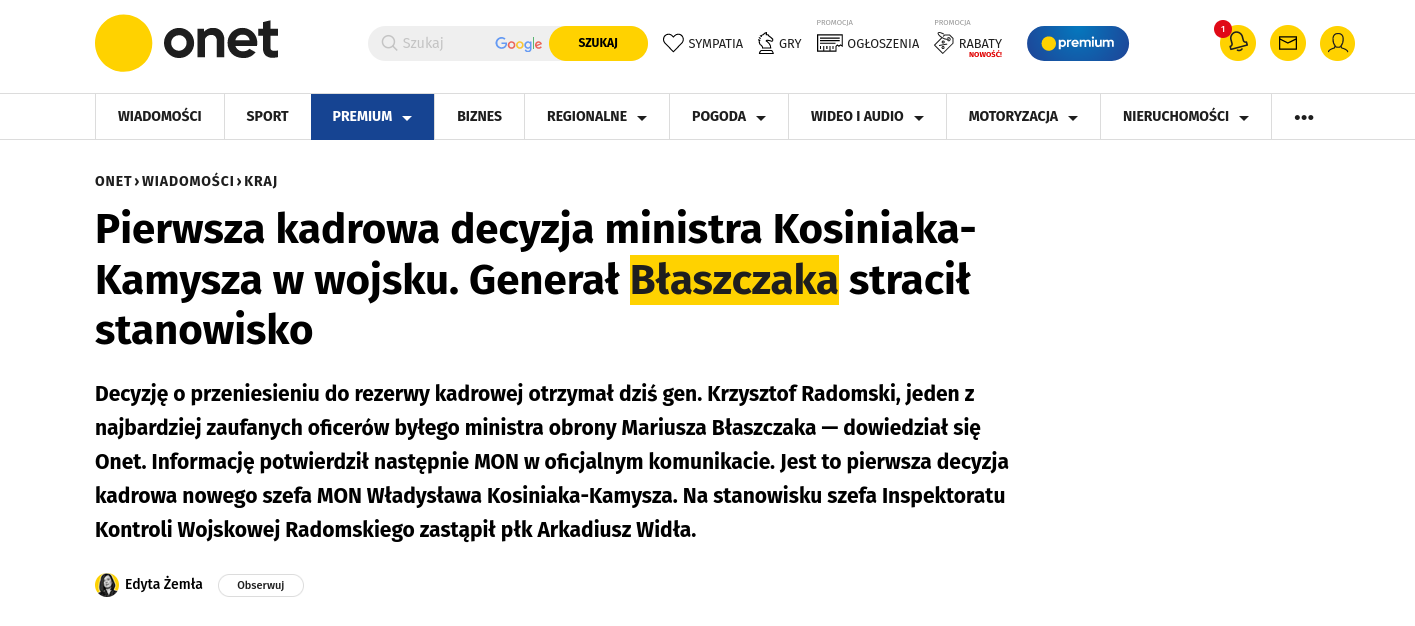 onet
Szukaj Google SZUKAJ
SYMPATIA
GRY
PROMOCJA
OGŁOSZENIA
PROMOCJA
RABATY
NOWOŚĆ!
premium
1
WIADOMOŚCI SPORT PREMIUM BIZNES REGIONALNE POGODA WIDEO I AUDIO MOTORYZACJA NIERUCHOMOŚCI •••
ONET › WIADOMOŚCI › KRAJ
Pierwsza kadrowa decyzja ministra Kosiniaka-
Kamysza w wojsku. Generał Błaszczaka stracił
stanowisko
Decyzję o przeniesieniu do rezerwy kadrowej otrzymał dziś gen. Krzysztof Radomski, jeden z
najbardziej zaufanych oficerów byłego ministra obrony Mariusza Błaszczaka — dowiedział się
Onet. Informację potwierdził następnie MON w oficjalnym komunikacie. Jest to pierwsza decyzja
kadrowa nowego szefa MON Władysława Kosiniaka-Kamysza. Na stanowisku szefa Inspektoratu
Kontroli Wojskowej Radomskiego zastąpił płk Arkadiusz Widła.
Edyta Żemła Obserwuj